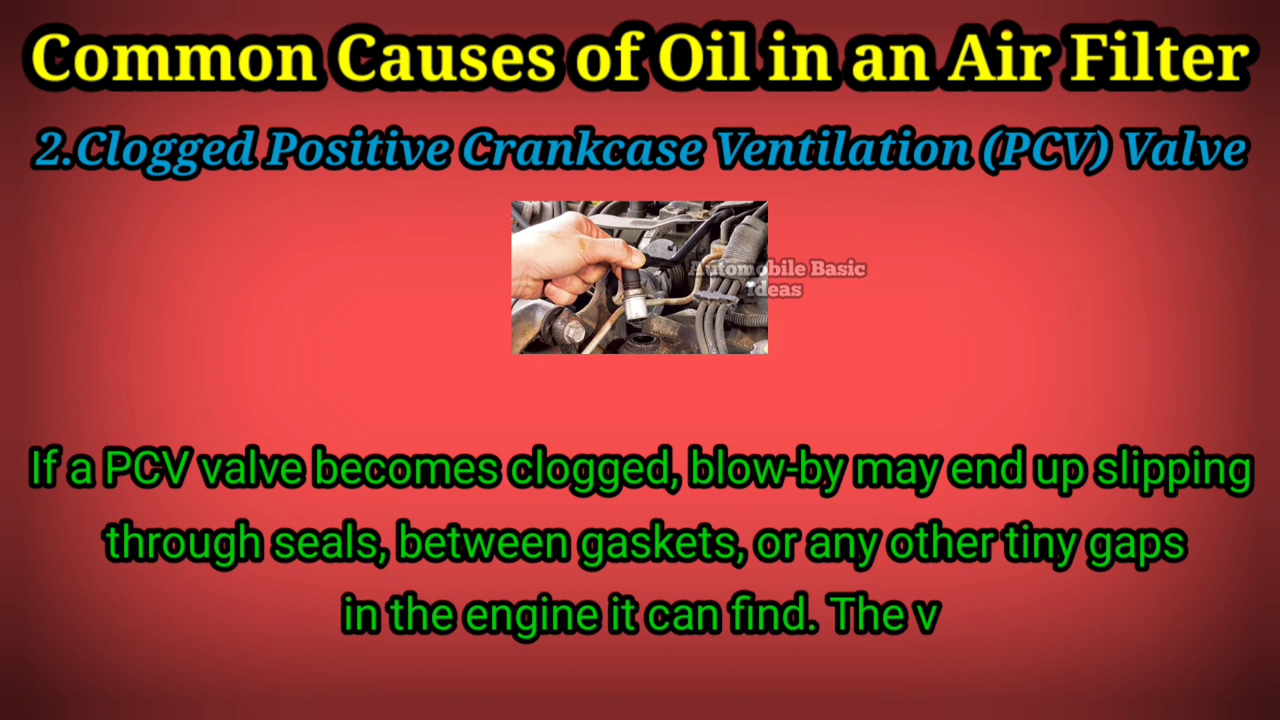 Common Causes of Oil in an Air Filter
2.Clogged Positive Crankcase Ventilation (PCV) Valve
Automobile Basic
Ideas
If a PCV valve becomes clogged, blow-by may end up slipping
through seals, between gaskets, or any other tiny gaps
in the engine it can find. The v